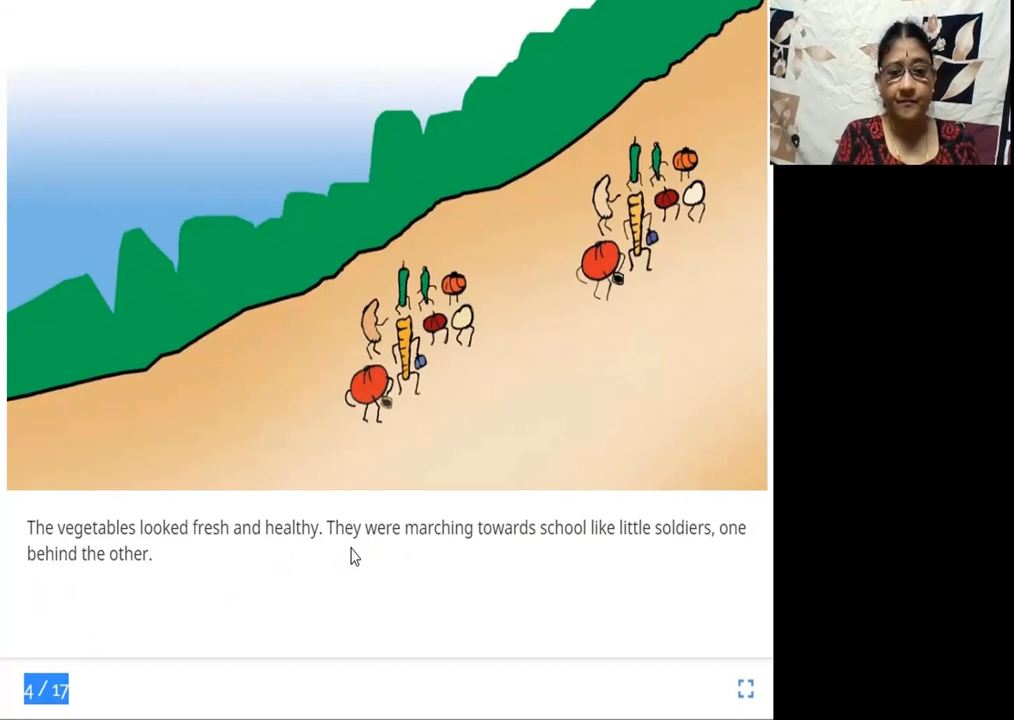 The vegetables looked fresh and healthy. They were marching towards school like little soldiers, one
behind the other.
4 / 17